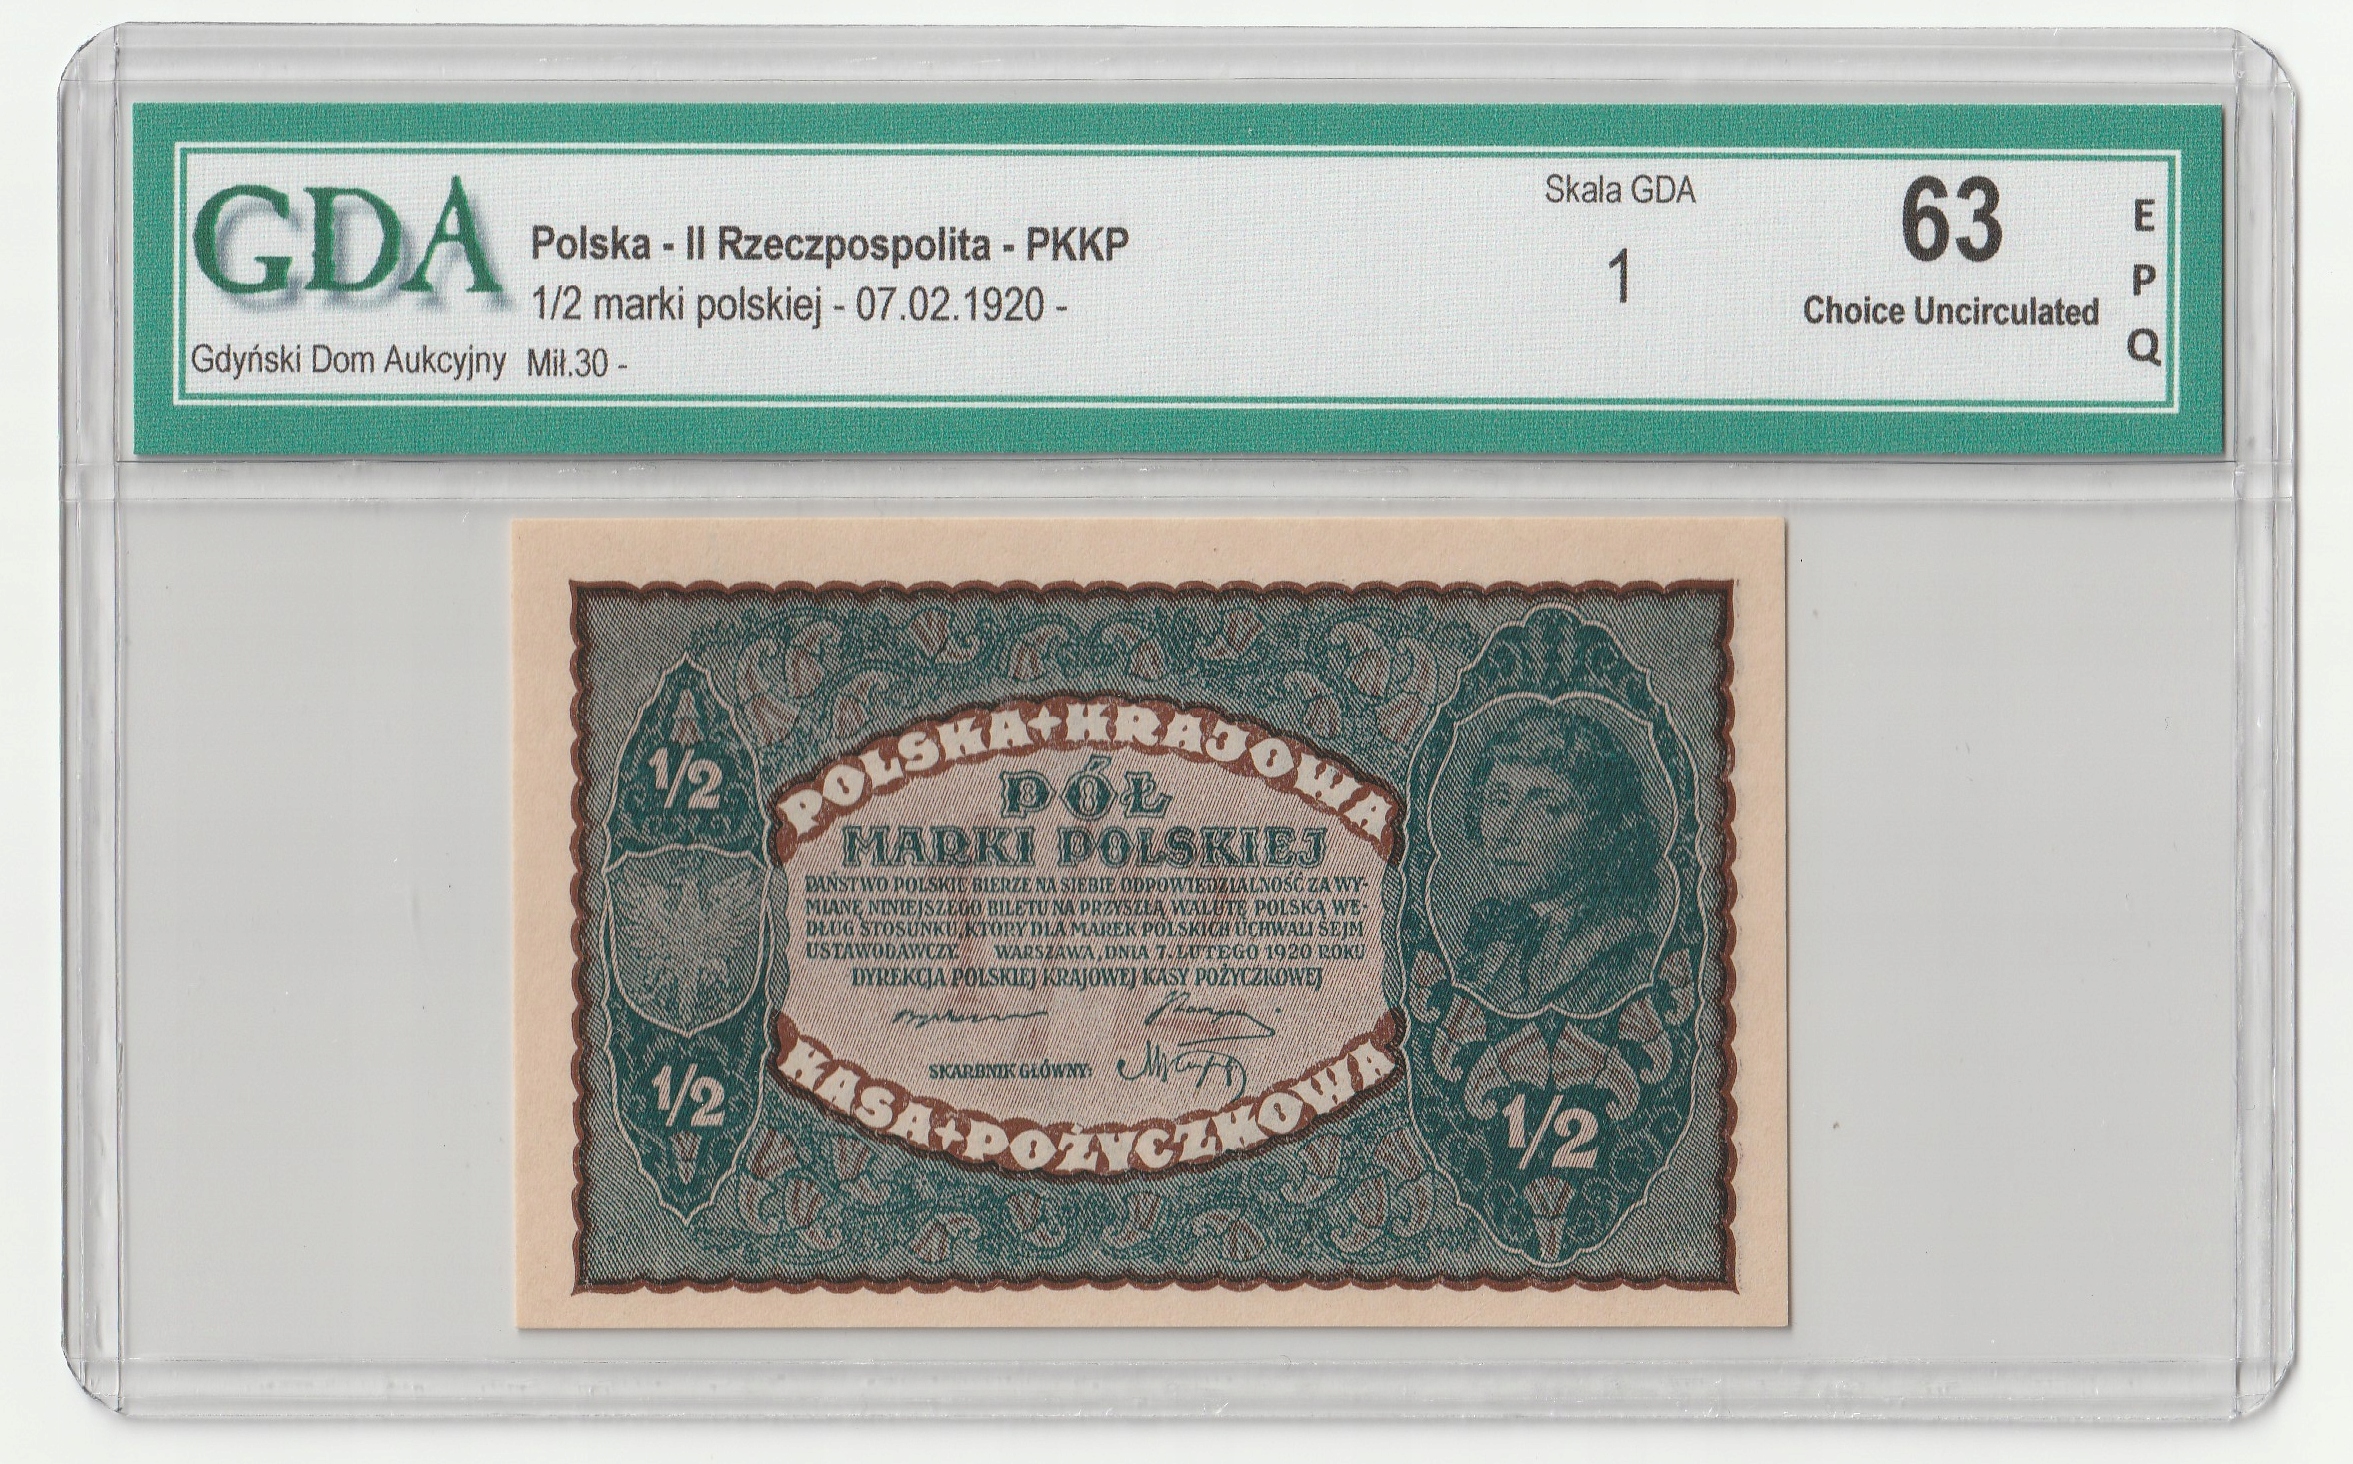 GDA
Polska - II Rzeczpospolita - PKKP
1/2 marki polskiej - 07.02.1920 -
Gdyński Dom Aukcyjny Mił.30 -
Skala GDA
1
63
Choice Uncirculated
E
P
Q
POLSKA KRAJOWA
PÓŁ
MARKI POLSKIEJ
PAŃSTWO POLSKIE BIERZE NA SIEBIE ODPOWIEDZIALNOŚĆ ZA WY-
MIANĘ NINIEJSZEGO BILETU NA PRZYSZŁĄ WALUTĘ POLSKĄ WE-
DŁUG STOSUNKU, KTÓRY DLA MAREK POLSKICH UCHWALI SEJM
USTAWODAWCZY. WARSZAWA, DNIA 7. LUTEGO 1920 ROKU
DYREKCJA POLSKIEJ KRAJOWEJ KASY POŻYCZKOWEJ
SKARBNIK GŁÓWNY:
KASA POŻYCZKOWA
1/2
1/2
1/2